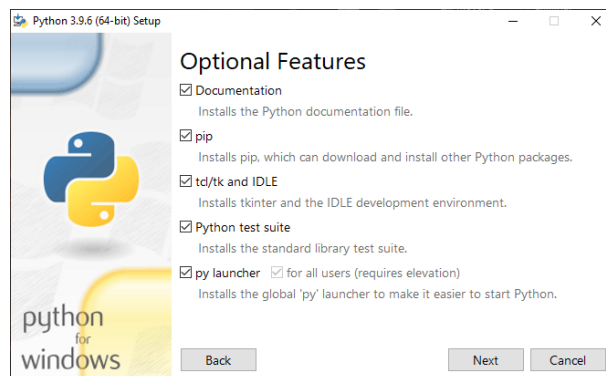 Python 3.9.6 (64-bit) Setup
Optional Features
Documentation
Installs the Python documentation file.
pip
Installs pip, which can download and install other Python packages.
tcl/tk and IDLE
Installs tkinter and the IDLE development environment.
Python test suite
Installs the standard library test suite.
py launcher for all users (requires elevation)
Installs the global 'py' launcher to make it easier to start Python.
python
for
windows
Back Next Cancel